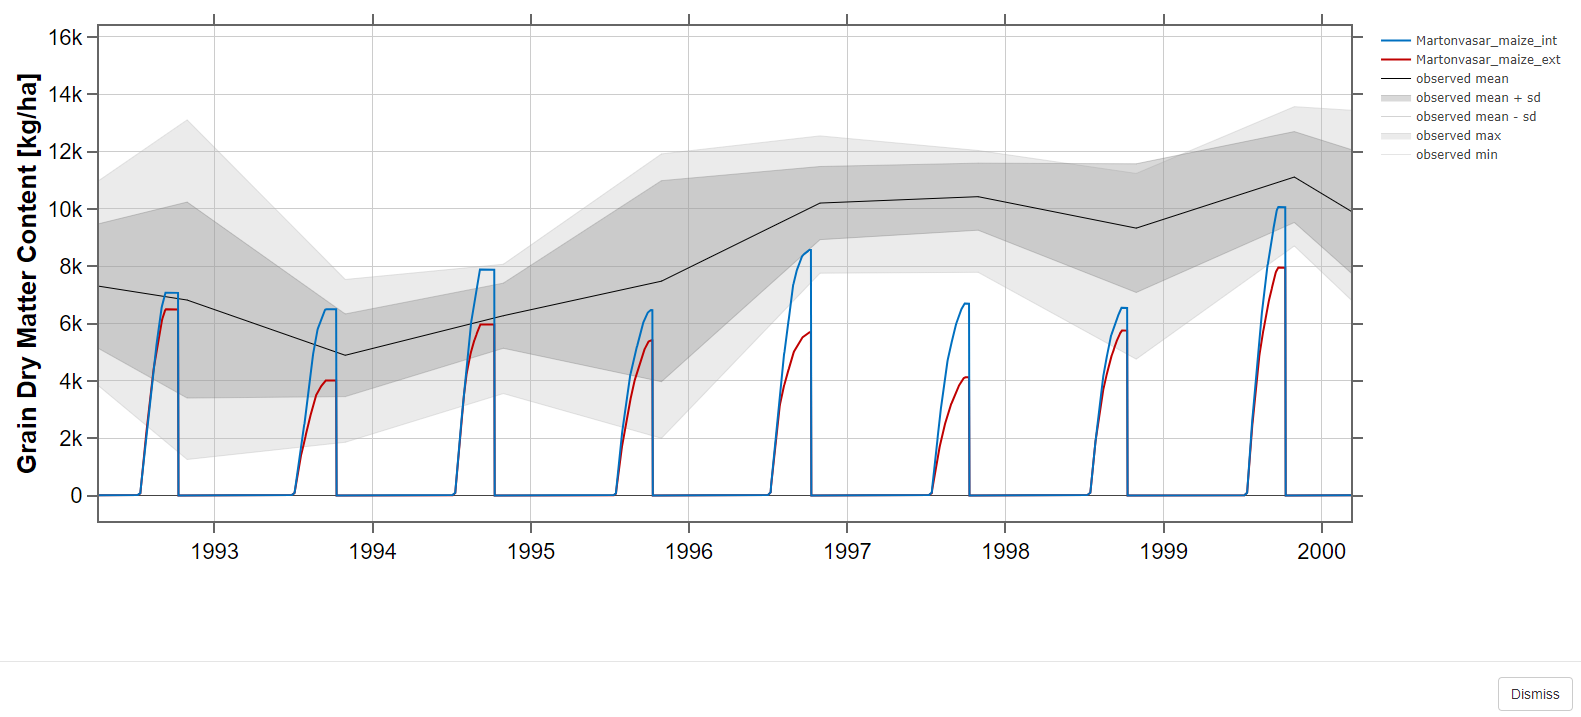 Grain Dry Matter Content [kg/ha]
16k
14k
12k
10k
8k
6k
4k
2k
0
1993 1994 1995 1996 1997 1998 1999 2000
Martonvasar_maize_int
Martonvasar_maize_ext
observed mean
observed mean + sd
observed mean - sd
observed max
observed min
Dismiss